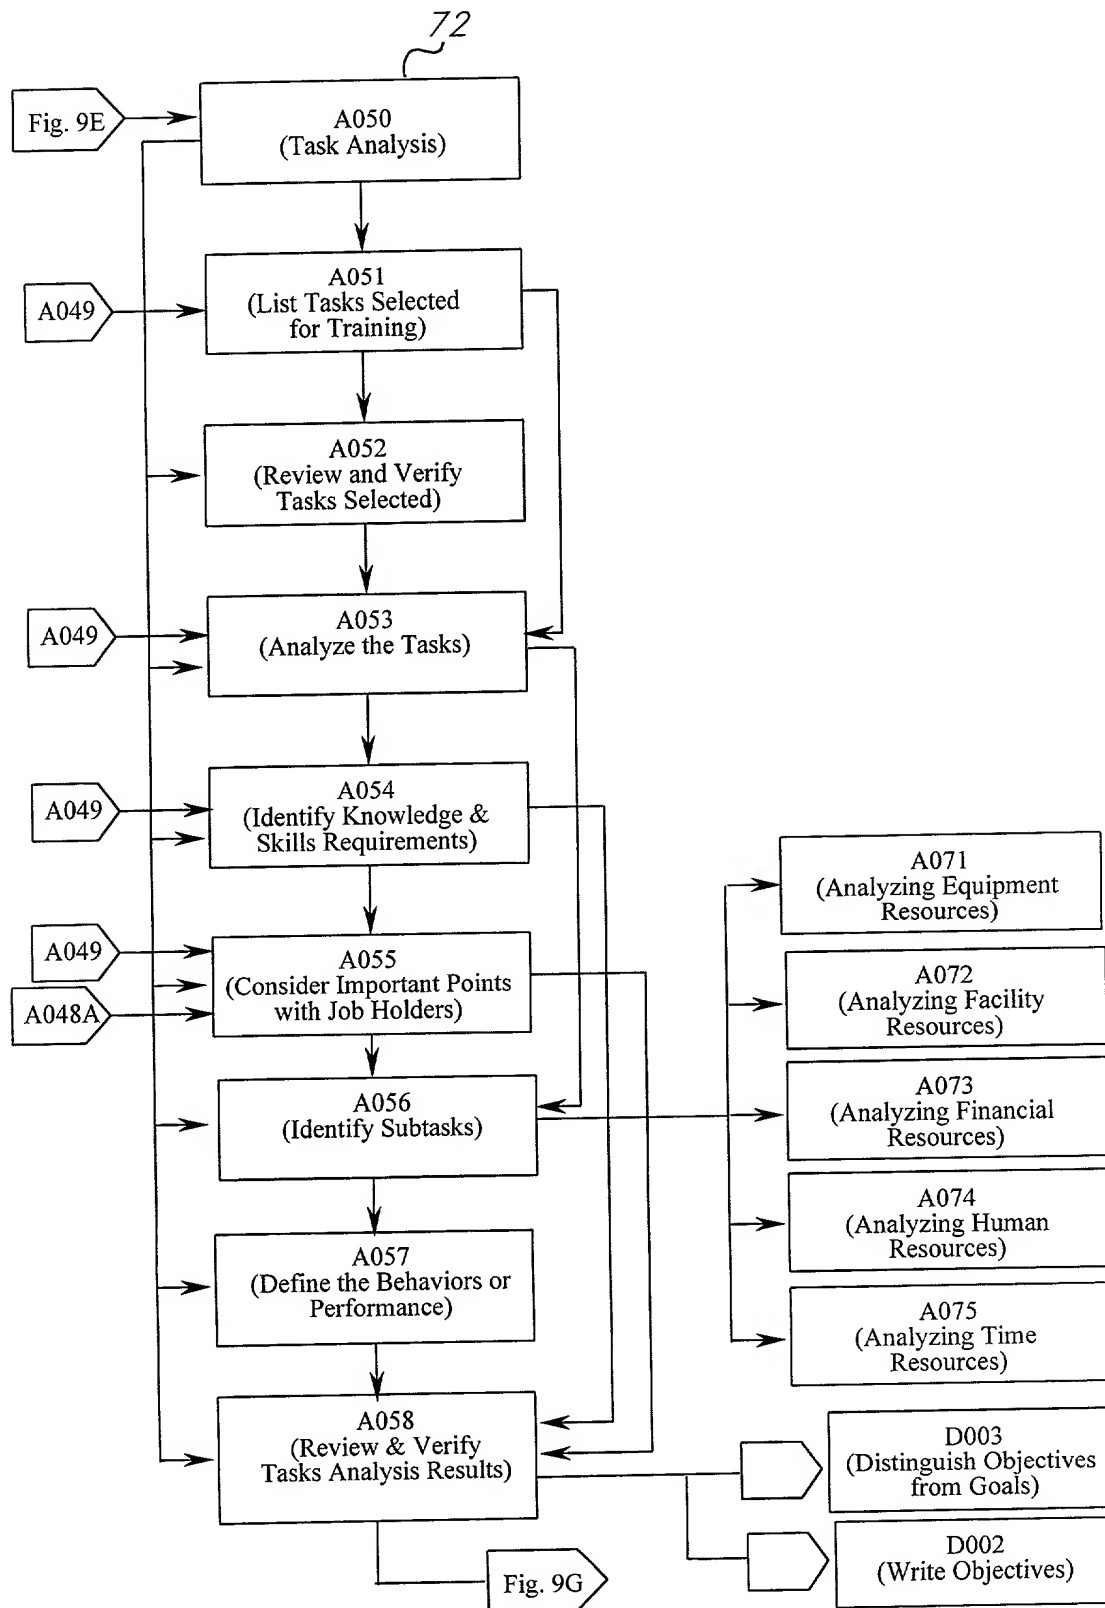 72
Fig. 9E
A050
(Task Analysis)
A049
A051
(List Tasks Selected
for Training)
A052
(Review and Verify
Tasks Selected)
A049
A053
(Analyze the Tasks)
A049
A054
(Identify Knowledge &
Skills Requirements)
A049
A048A
A055
(Consider Important Points
with Job Holders)
A056
(Identify Subtasks)
A057
(Define the Behaviors or
Performance)
A058
(Review & Verify
Tasks Analysis Results)
Fig. 9G
A071
(Analyzing Equipment
Resources)
A072
(Analyzing Facility
Resources)
A073
(Analyzing Financial
Resources)
A074
(Analyzing Human
Resources)
A075
(Analyzing Time
Resources)
D003
(Distinguish Objectives
from Goals)
D002
(Write Objectives)